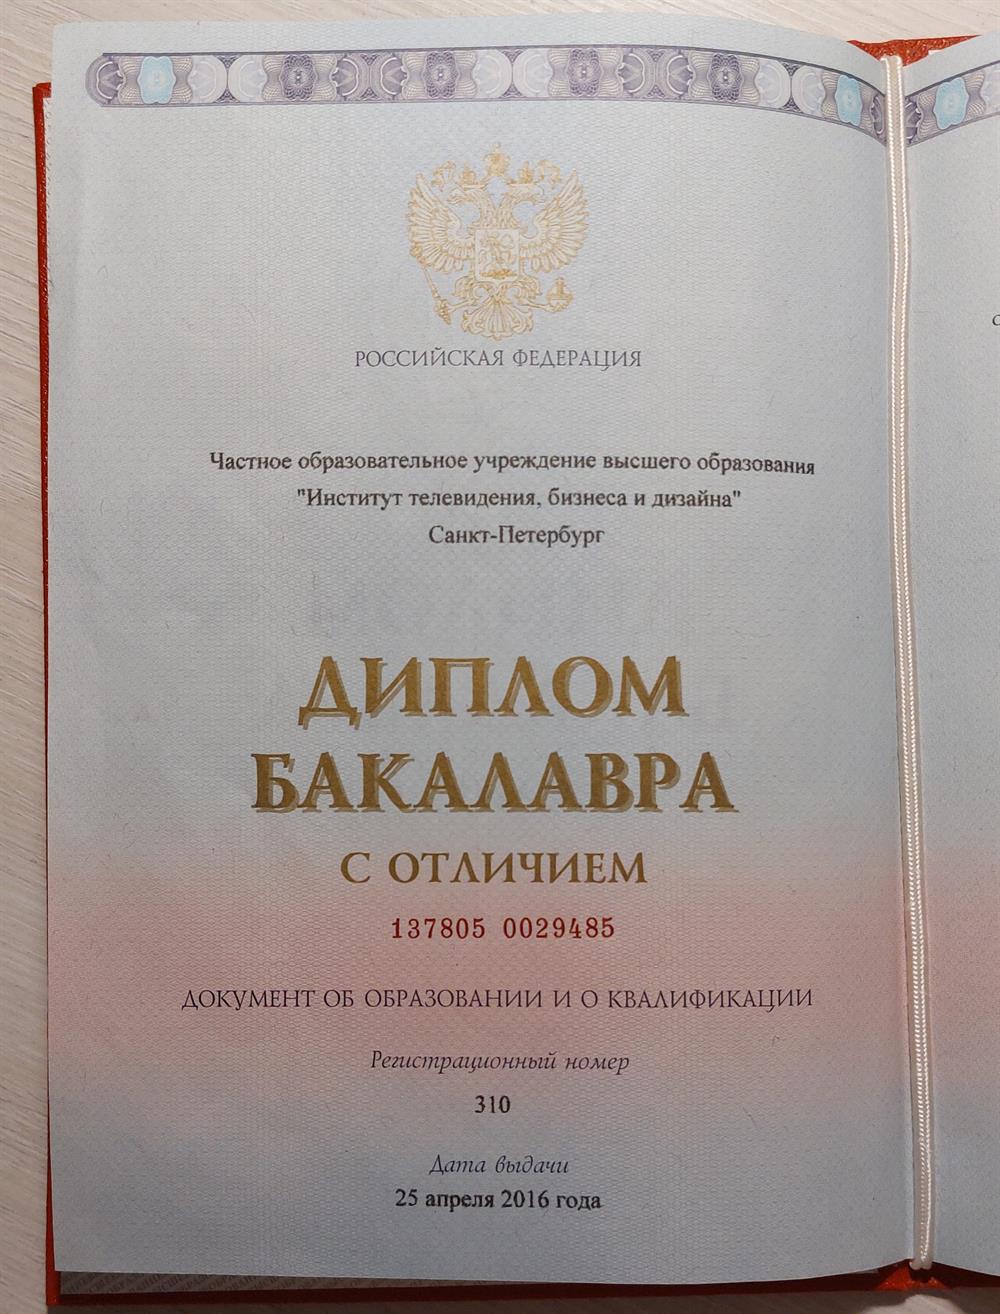 РОССИЙСКАЯ ФЕДЕРАЦИЯ
Частное образовательное учреждение высшего образования
"Институт телевидения, бизнеса и дизайна"
Санкт-Петербург
ДИПЛОМ
БАКАЛАВРА
С ОТЛИЧИЕМ
137805 0029485
ДОКУМЕНТ ОБ ОБРАЗОВАНИИ И О КВАЛИФИКАЦИИ
Регистрационный номер
310
Дата выдачи
25 апреля 2016 года